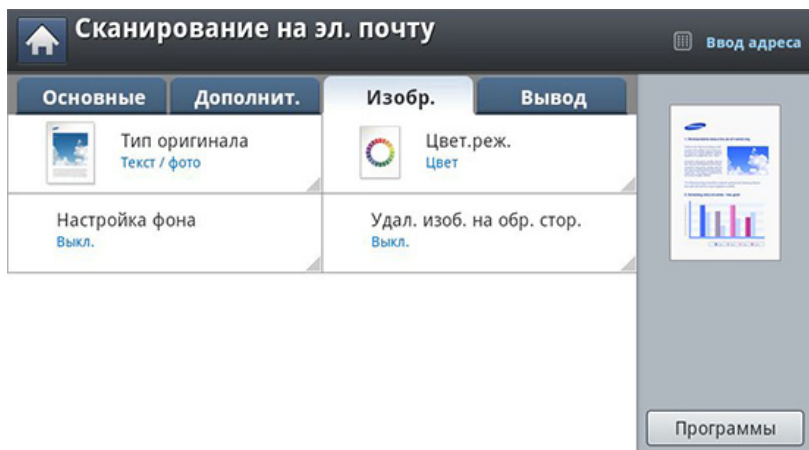 Сканирование на эл. почту
Ввод адреса
Основные
Дополнит.
Изобр.
Вывод
Тип оригинала
Текст / фото
Цвет.реж.
Цвет
Настройка фона
Выкл.
Удал. изоб. на обр. стор.
Выкл.
Программы